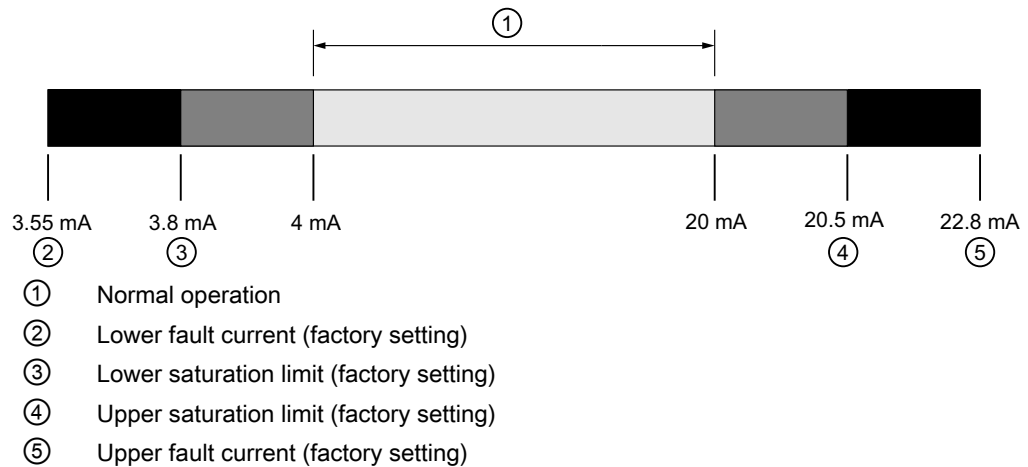 ①
3.55 mA 3.8 mA 4 mA 20 mA 20.5 mA 22.8 mA
② ③ ④ ⑤
① Normal operation
② Lower fault current (factory setting)
③ Lower saturation limit (factory setting)
④ Upper saturation limit (factory setting)
⑤ Upper fault current (factory setting)